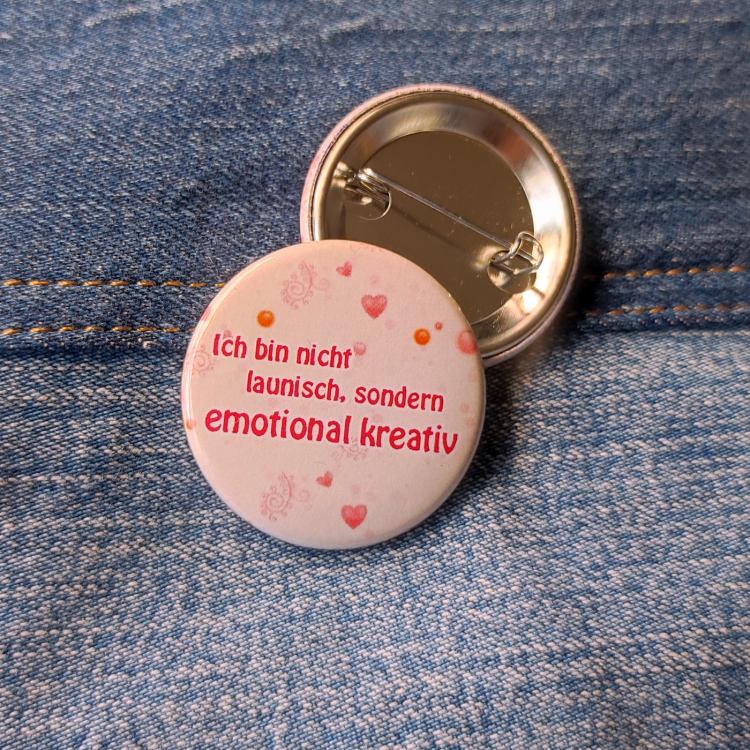 Ich bin nicht
launisch, sondern
emotional kreativ